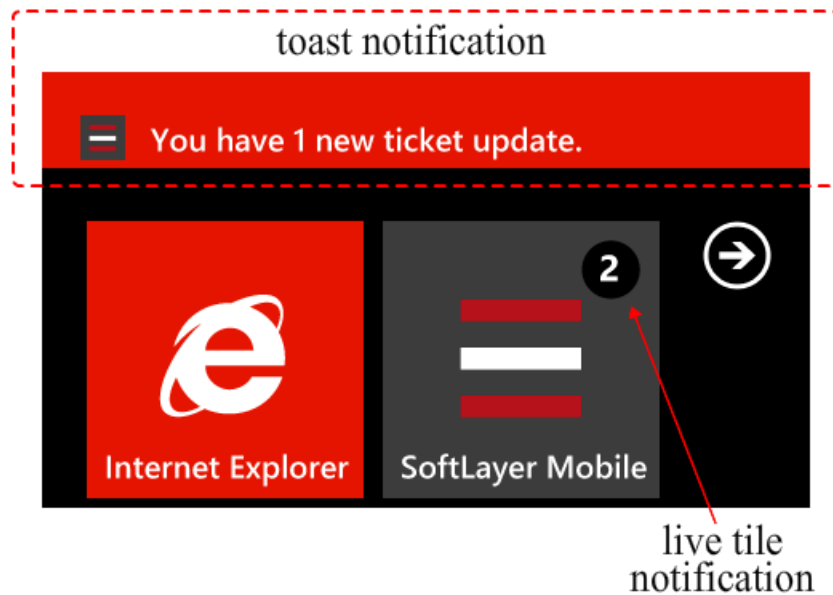 toast notification
You have 1 new ticket update.
2
Internet Explorer
SoftLayer Mobile
live tile
notification